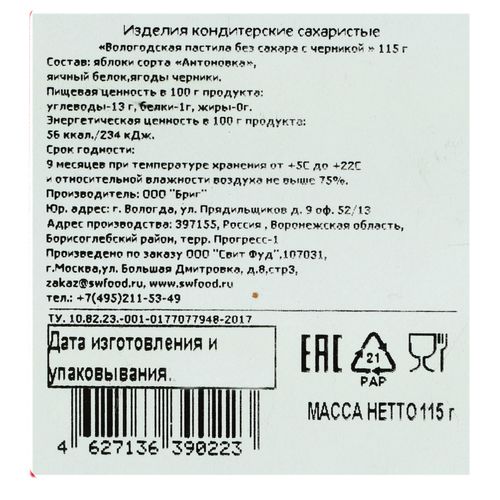 Изделия кондитерские сахаристые
«Вологодская пастила без сахара с черникой » 115 г
Состав: яблоки сорта «Антоновка»,
яичный белок,ягоды черники.
Пищевая ценность в 100 г продукта:
углеводы-13 г, белки-1г, жиры-0г.
Энергетическая ценность в 100 г продукта:
56 ккал./234 кДж.
Срок годности:
9 месяцев при температуре хранения от +5С до +22С
и относительной влажности воздуха не выше 75%.
Производитель: ООО "Бриг"
Юр. адрес: г. Вологда, ул. Прядильщиков д. 9 оф. 52/13
Адрес производства: 397155, Россия , Воронежская область,
Борисоглебский район, терр. Прогресс-1
Произведено по заказу ООО "Свит Фуд",107031,
г.Москва,ул. Большая Дмитровка, д.8,стр3,
zakaz@swfood.ru, www.swfood.ru
тел.: +7(495)211-53-49
ТУ. 10.82.23.-001-0177077948-2017
Дата изготовления и
упаковывания.
EAC 21
PAP
МАССА НЕТТО 115 г
4 627136 390223